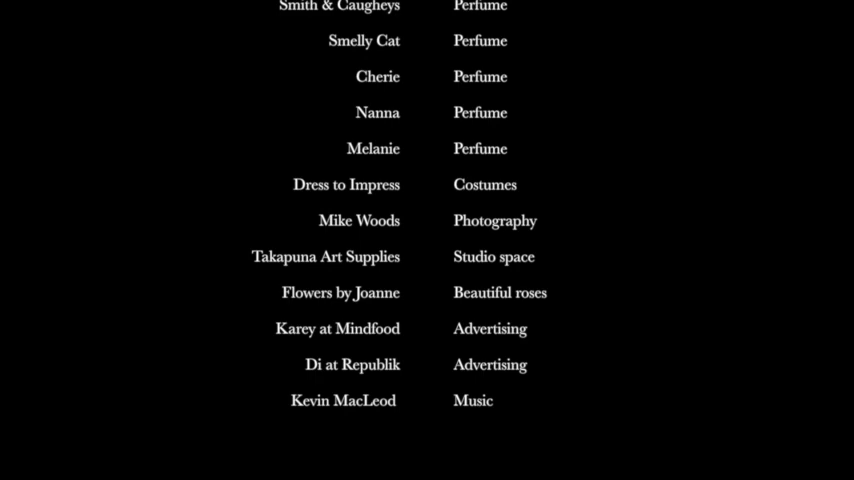 Smith & Caugheys Perfume
Smelly Cat Perfume
Cherie Perfume
Nanna Perfume
Melanie Perfume
Dress to Impress Costumes
Mike Woods Photography
Takapuna Art Supplies Studio space
Flowers by Joanne Beautiful roses
Karey at Mindfood Advertising
Di at Republik Advertising
Kevin MacLeod Music